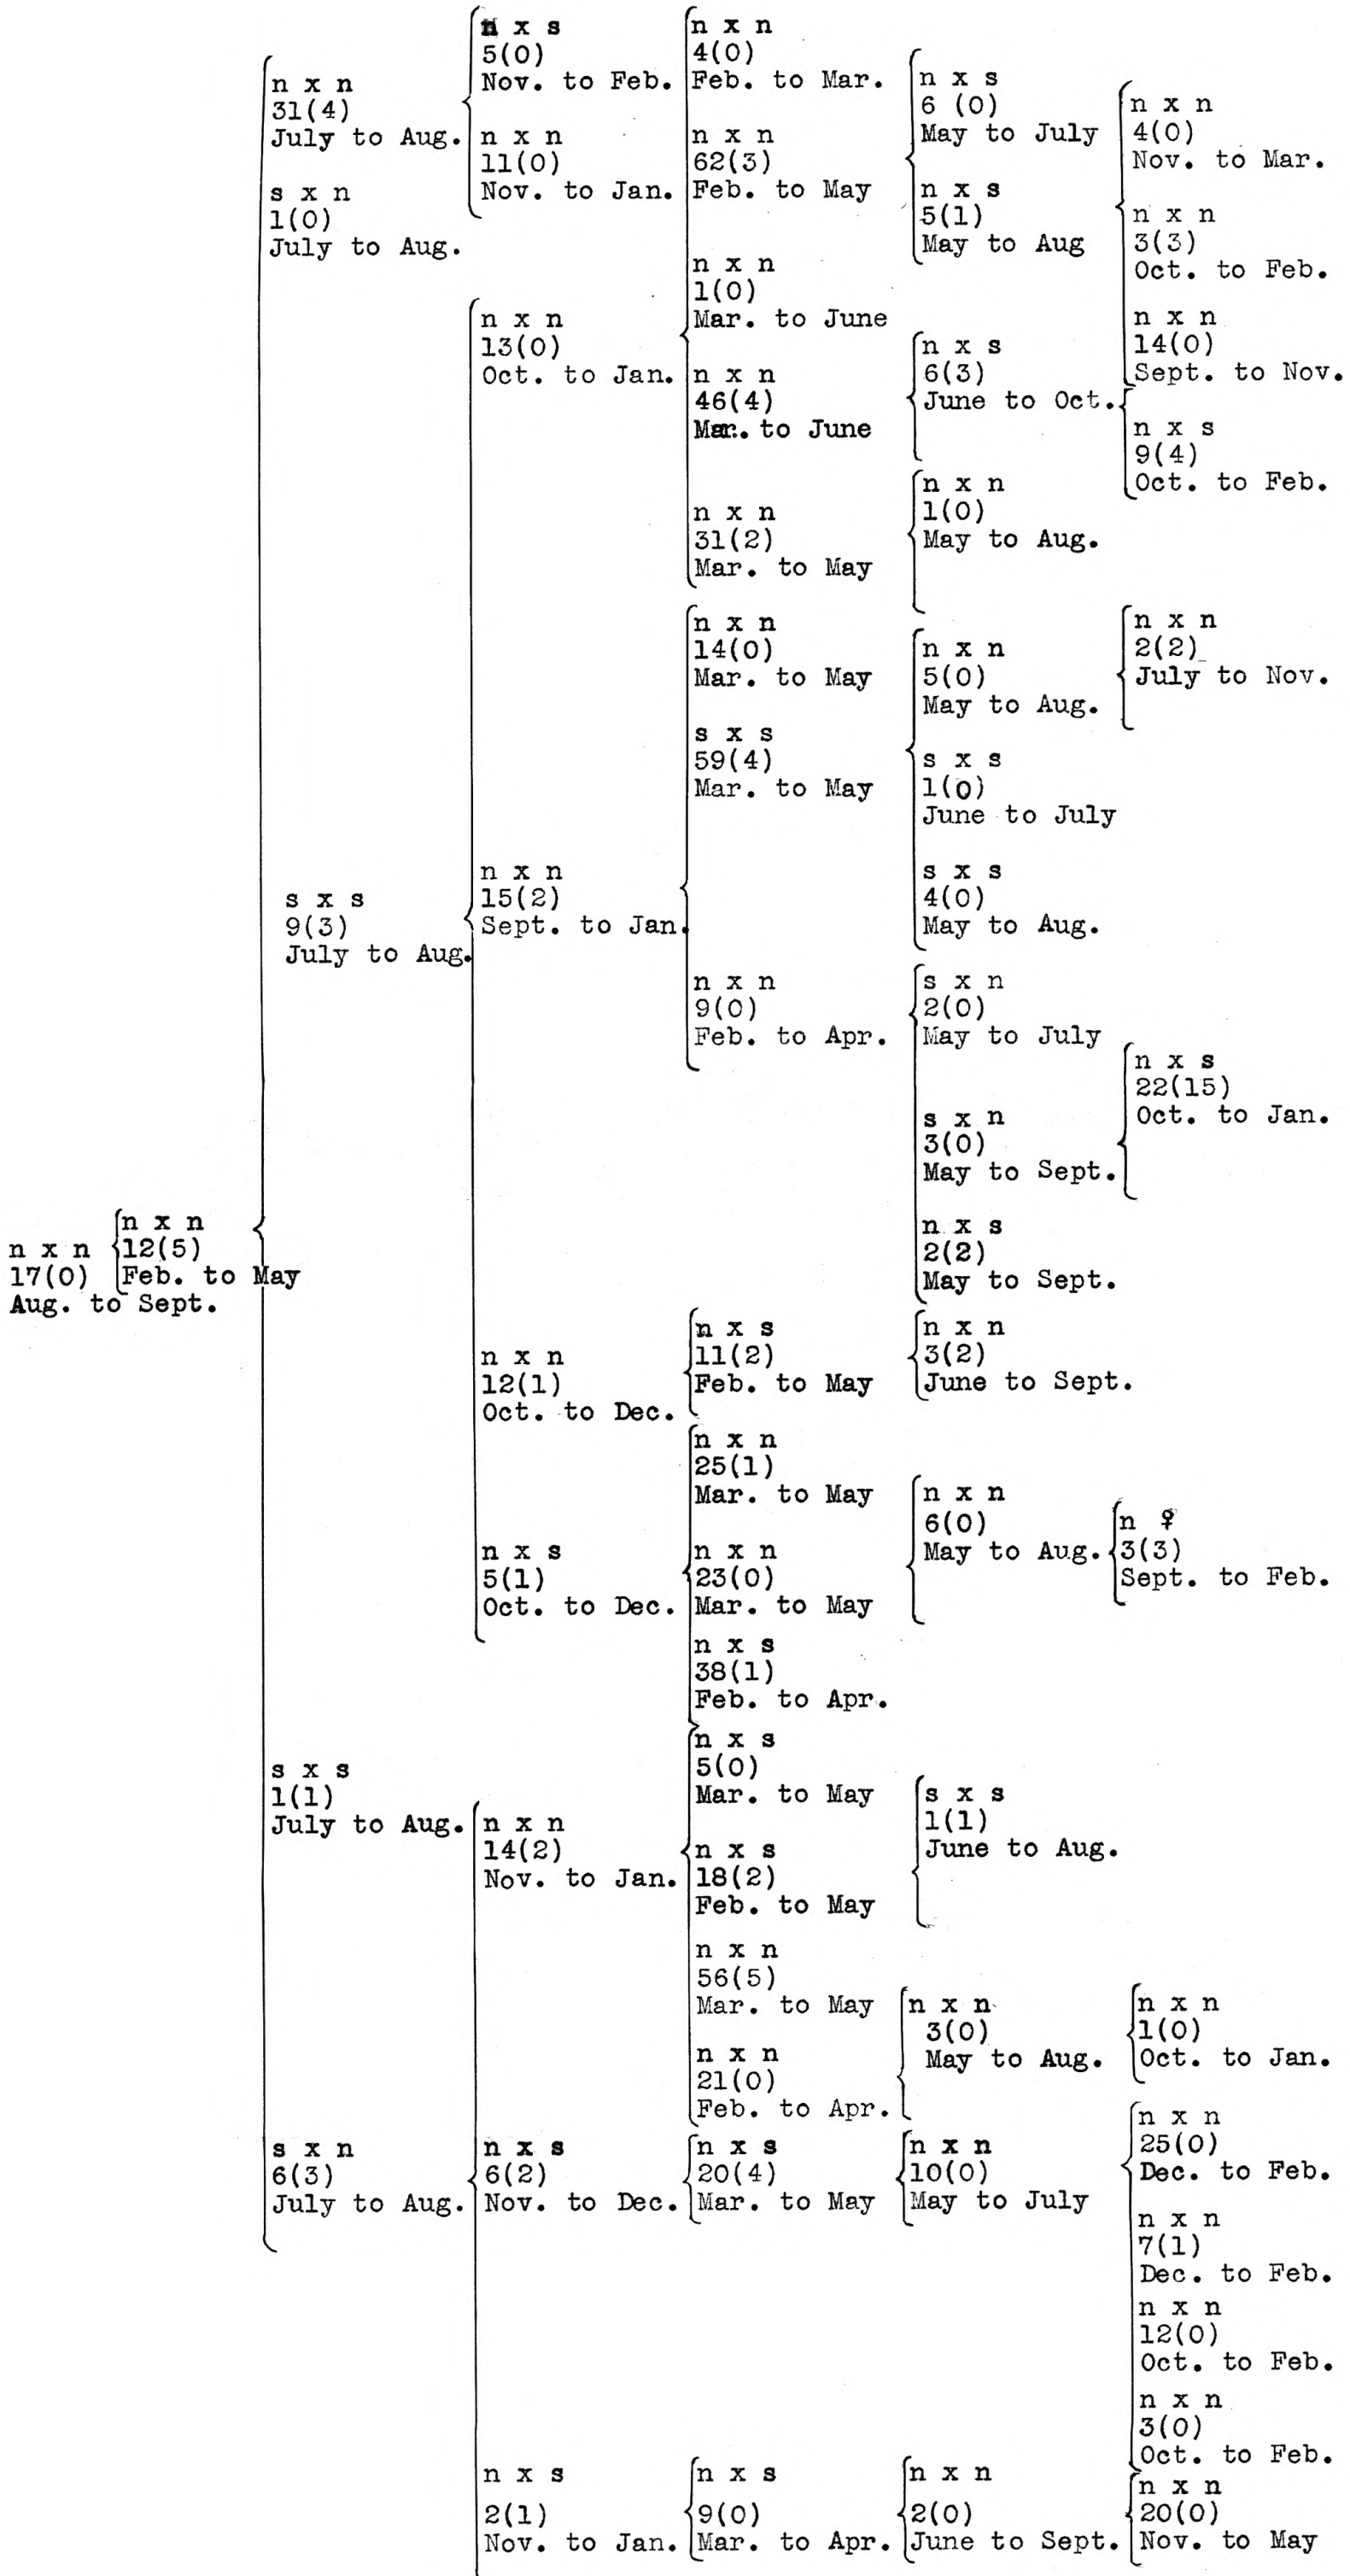 n x n
17(0)
Aug. to Sept.
n x n
12(5)
Feb. to May
n x n
31(4)
July to Aug.
s x n
1(0)
July to Aug.
s x s
9(3)
July to Aug.
s x s
1(1)
July to Aug.
s x n
6(3)
July to Aug.
n x s
5(0)
Nov. to Feb.
n x n
11(0)
Nov. to Jan.
n x n
13(0)
Oct. to Jan.
n x n
15(2)
Sept. to Jan.
n x n
12(1)
Oct. to Dec.
n x s
5(1)
Oct. to Dec.
n x n
14(2)
Nov. to Jan.
n x s
6(2)
Nov. to Dec.
n x s
2(1)
Nov. to Jan.
n x n
4(0)
Feb. to Mar.
n x n
62(3)
Feb. to May
n x n
1(0)
Mar. to June
n x n
46(4)
Mar. to June
n x n
31(2)
Mar. to May
n x n
14(0)
Mar. to May
s x s
59(4)
Mar. to May
n x n
9(0)
Feb. to Apr.
n x s
11(2)
Feb. to May
n x n
25(1)
Mar. to May
n x n
23(0)
Mar. to May
n x s
38(1)
Feb. to Apr.
n x s
5(0)
Mar. to May
n x s
18(2)
Feb. to May
n x n
56(5)
Mar. to May
n x n
21(0)
Feb. to Apr.
n x s
20(4)
Mar. to May
n x s
9(0)
Mar. to Apr.
n x s
6 (0)
May to July
n x s
5(1)
May to Aug
n x s
6(3)
June to Oct.
n x n
1(0)
May to Aug.
n x n
5(0)
May to Aug.
s x s
1(0)
June to July
s x s
4(0)
May to Aug.
s x n
2(0)
May to July
s x n
3(0)
May to Sept.
n x s
2(2)
May to Sept.
n x n
3(2)
June to Sept.
n x n
6(0)
May to Aug.
s x s
1(1)
June to Aug.
n x n
3(0)
May to Aug.
n x n
10(0)
May to July
n x n
2(0)
June to Sept.
n x n
4(0)
Nov. to Mar.
n x n
3(3)
Oct. to Feb.
n x n
14(0)
Sept. to Nov.
n x s
9(4)
Oct. to Feb.
n x n
2(2)
July to Nov.
n x s
22(15)
Oct. to Jan.
n ♀
3(3)
Sept. to Feb.
n x n
1(0)
Oct. to Jan.
n x n
25(0)
Dec. to Feb.
n x n
7(1)
Dec. to Feb.
n x n
12(0)
Oct. to Feb.
n x n
3(0)
Oct. to Feb.
n x n
20(0)
Nov. to May